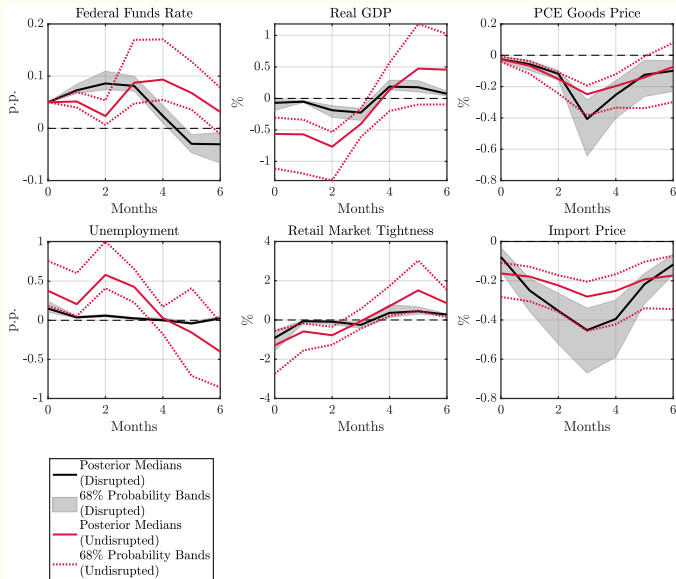 Federal Funds Rate
Real GDP
PCE Goods Price
0.2
0.1
0
-0.1
p.p.
0 2 4 6
Months
1
0.5
0
-0.5
-1
%
0 2 4 6
Months
0.2
0
-0.2
-0.4
-0.6
-0.8
%
0 2 4 6
Months
Unemployment
Retail Market Tightness
Import Price
1
0.5
0
-0.5
-1
p.p.
0 2 4 6
Months
4
2
0
-2
-4
%
0 2 4 6
Months
0
-0.2
-0.4
-0.6
-0.8
%
0 2 4 6
Months
Posterior Medians
(Disrupted)
68% Probability Bands
(Disrupted)
Posterior Medians
(Undisrupted)
68% Probability Bands
(Undisrupted)